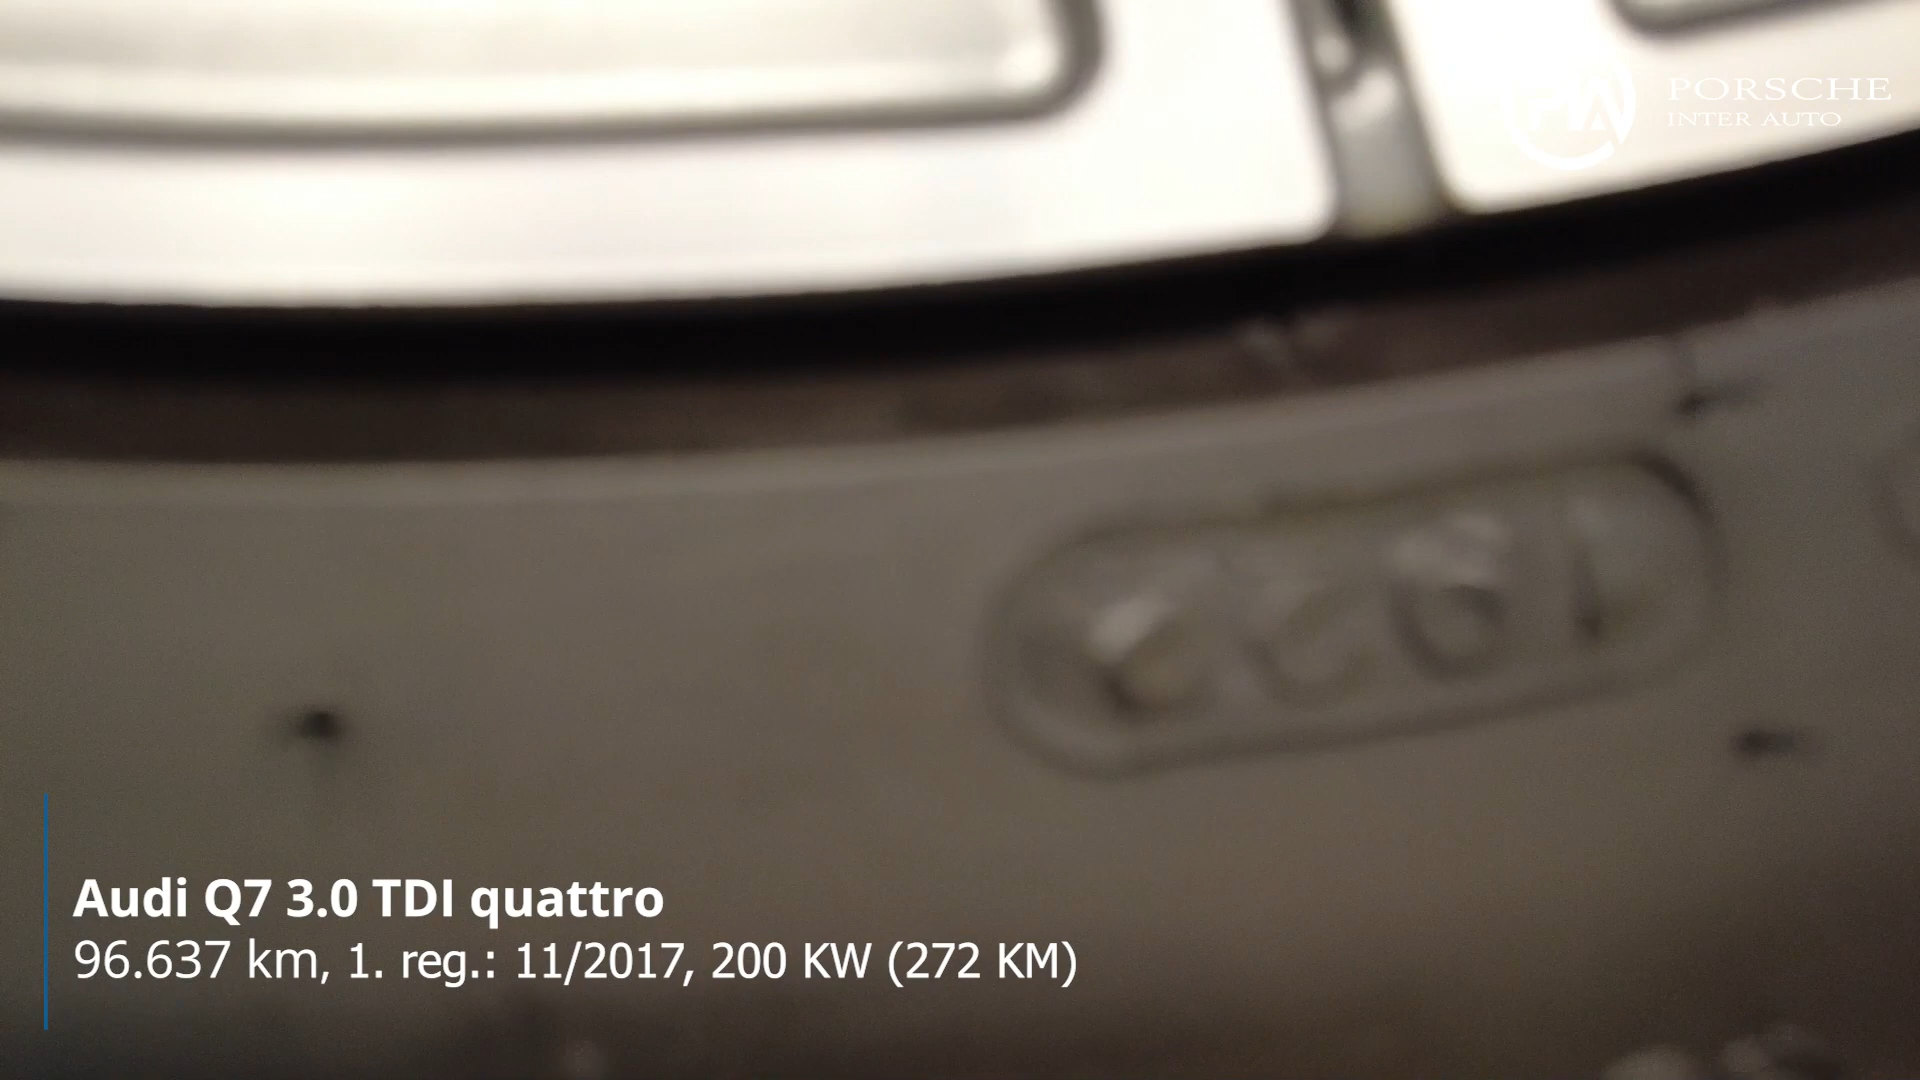 PORSCHE
INTER AUTO
Audi Q7 3.0 TDI quattro
96.637 km, 1. reg.: 11/2017, 200 KW (272 KM)